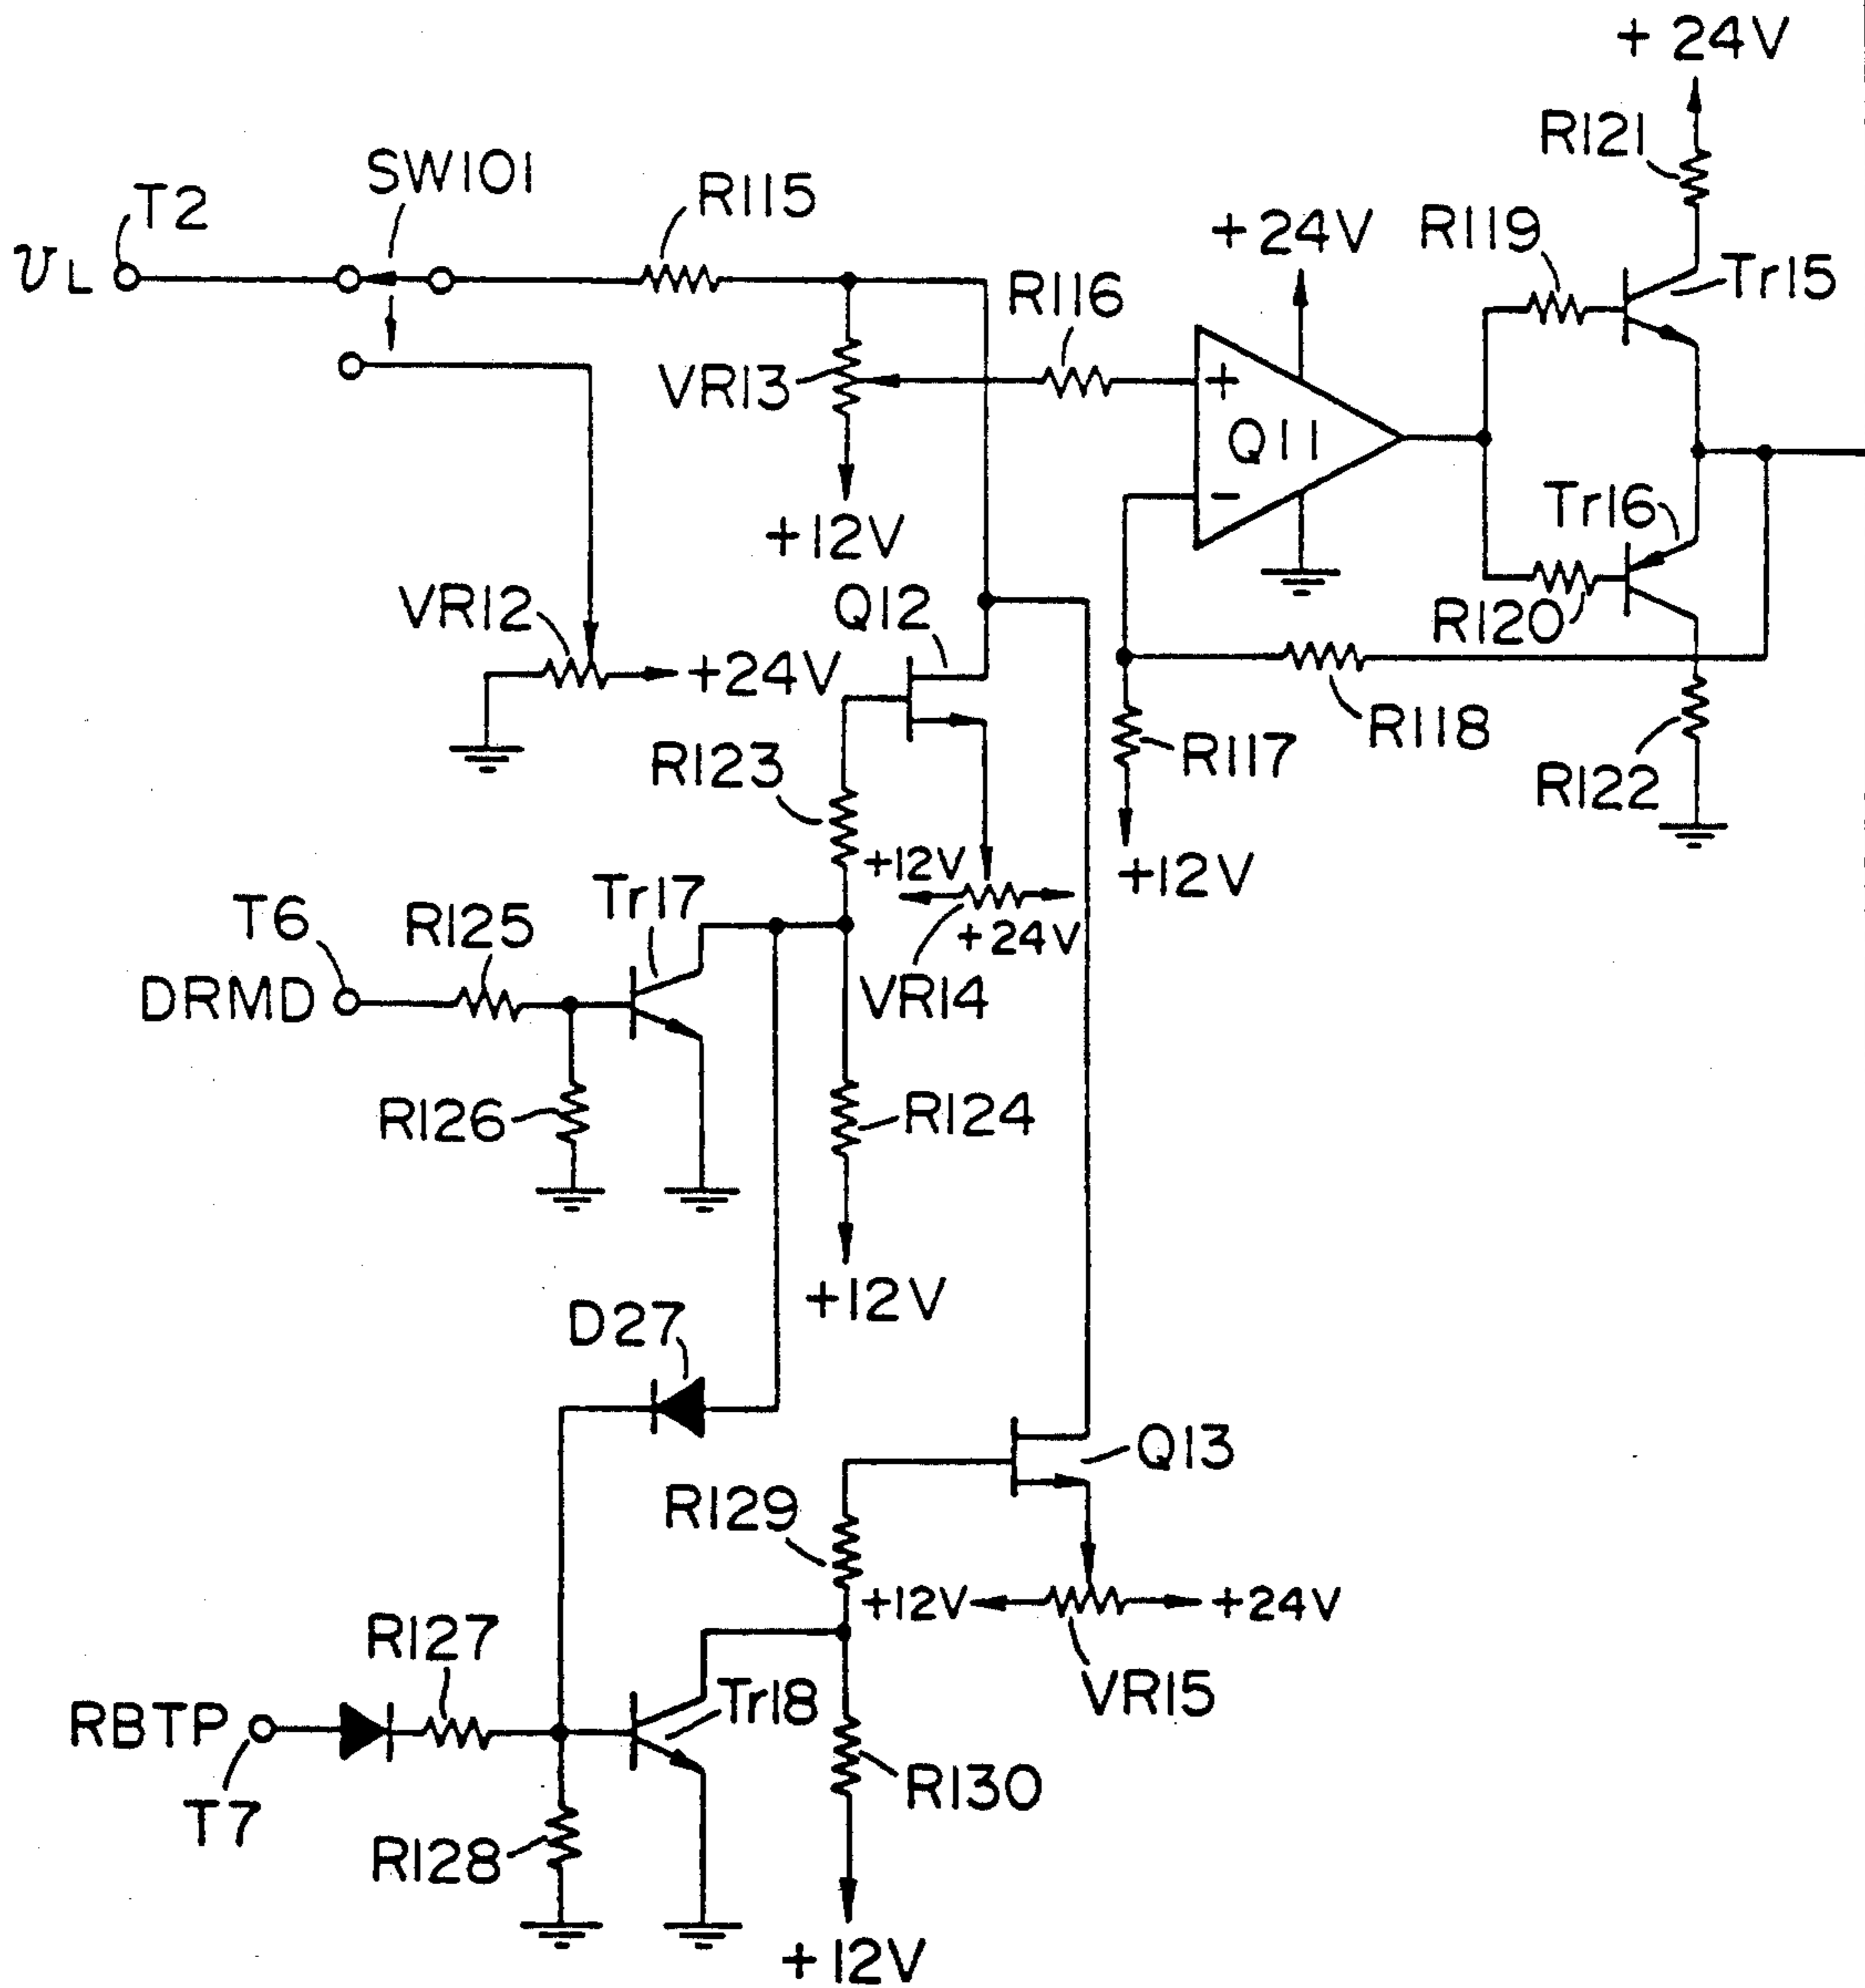 +24V
R121
SW101
T2
R115
+24V
R119
Tr15
υL
R116
VR13
+
Q11
-
+12V
Tr16
VR12
Q12
R120
+24V
R118
R117
R123
R122
+12V
+12V
Tr17
T6
R125
+24V
DRMD
VR14
R126
R124
+12V
D27
Q13
R129
+12V
+24V
R127
VR15
Tr18
RBTP
R130
T7
R128
+12V